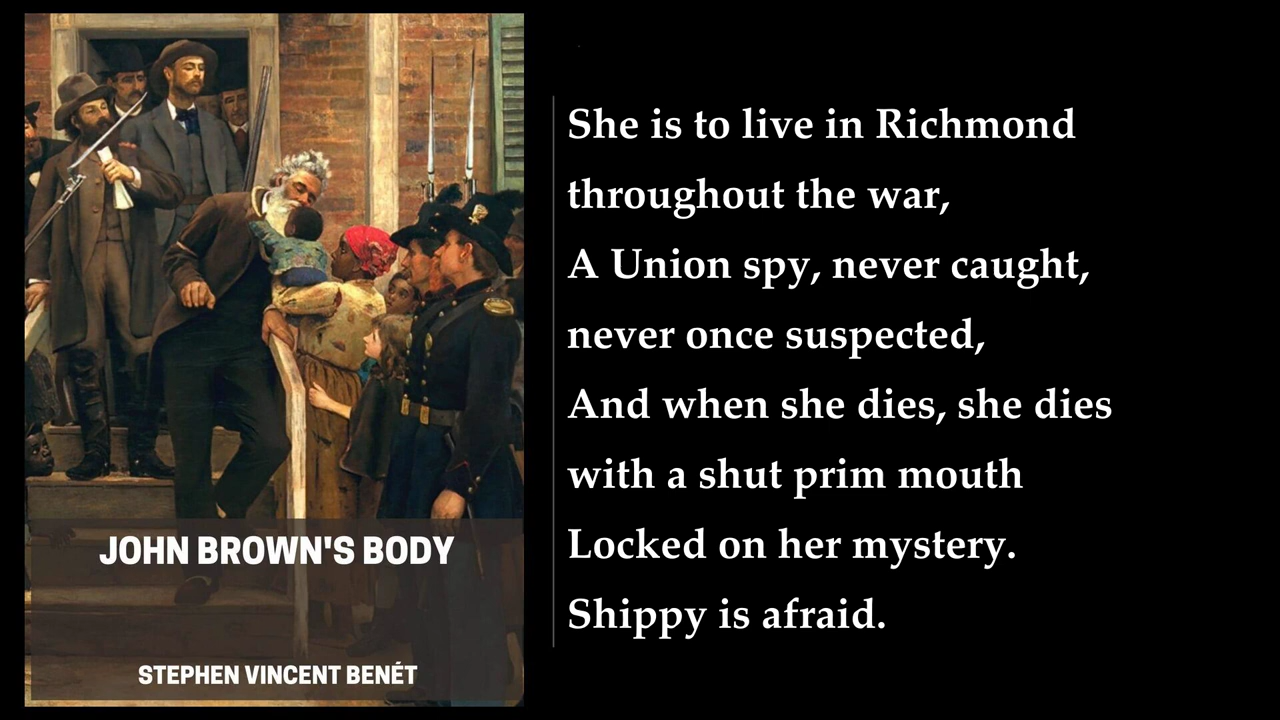 JOHN BROWN'S BODY
STEPHEN VINCENT BENÉT
She is to live in Richmond
throughout the war,
A Union spy, never caught,
never once suspected,
And when she dies, she dies
with a shut prim mouth
Locked on her mystery.
Shippy is afraid.